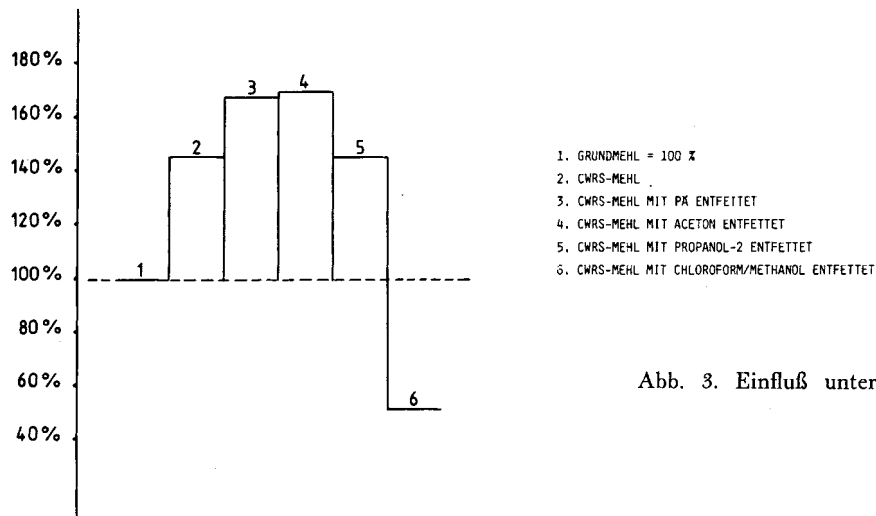 180%
160%
140%
120%
100%
80%
60%
40%
1
2
3
4
5
6
1. GRUNDMEHL = 100 %
2. CWRS-MEHL
3. CWRS-MEHL MIT PÄ ENTFETTET
4. CWRS-MEHL MIT ACETON ENTFETTET
5. CWRS-MEHL MIT PROPANOL-2 ENTFETTET
6. CWRS-MEHL MIT CHLOROFORM/METHANOL ENTFETTET
Abb. 3. Einfluß unter